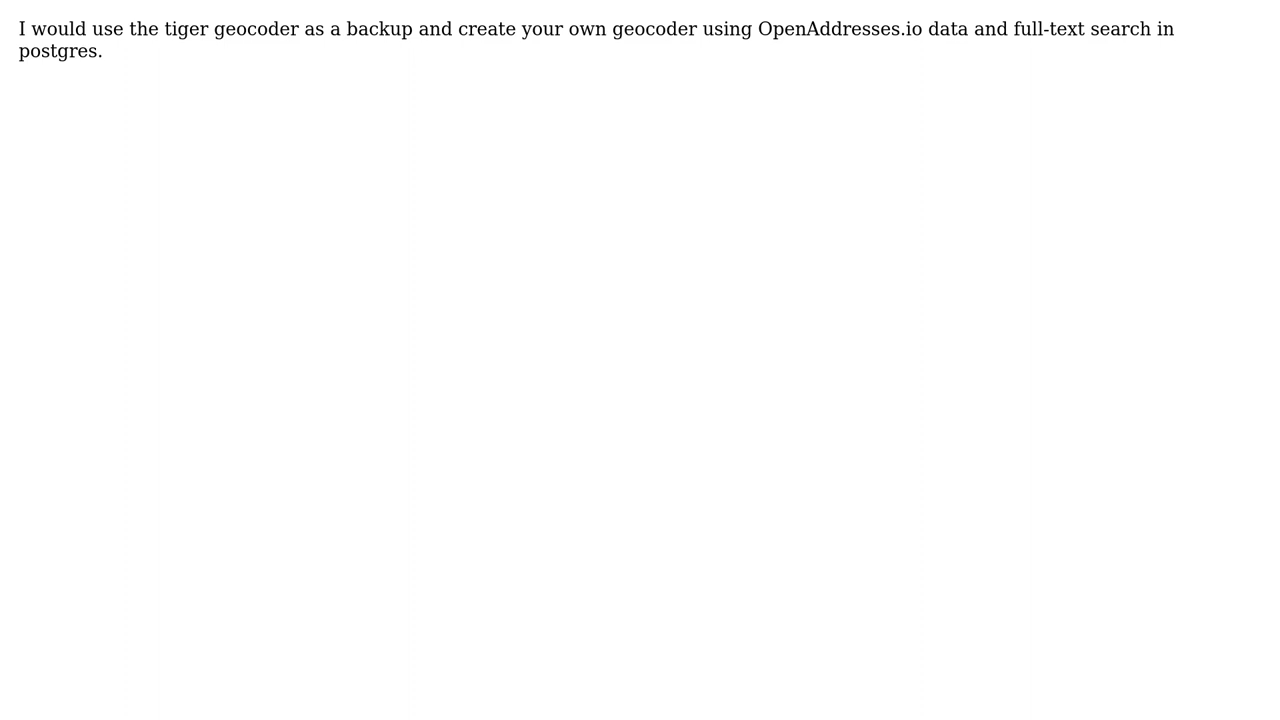 I would use the tiger geocoder as a backup and create your own geocoder using OpenAddresses.io data and full-text search in
postgres.